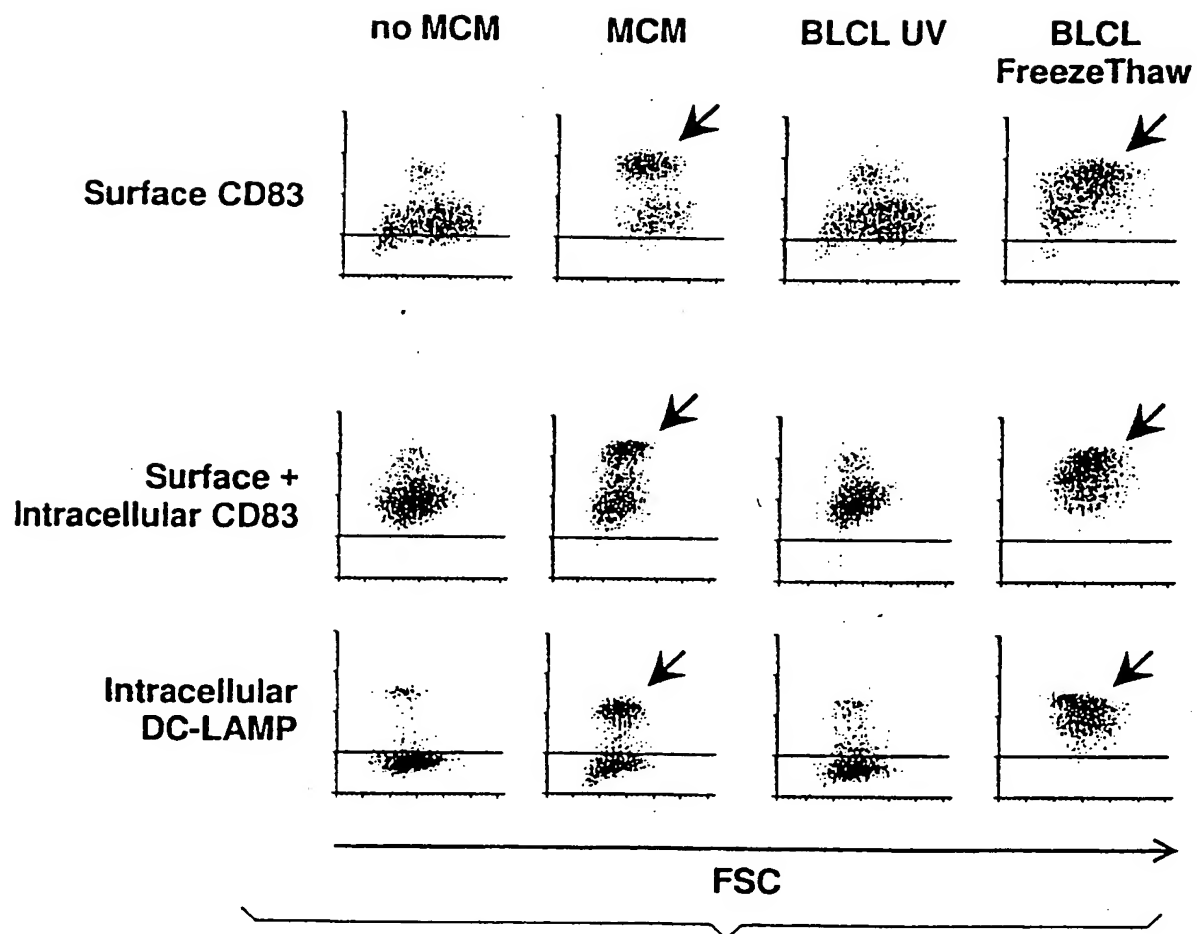 no MCM
MCM
BLCL UV
BLCL
FreezeThaw
Surface CD83
Surface +
Intracellular CD83
Intracellular
DC-LAMP
FSC